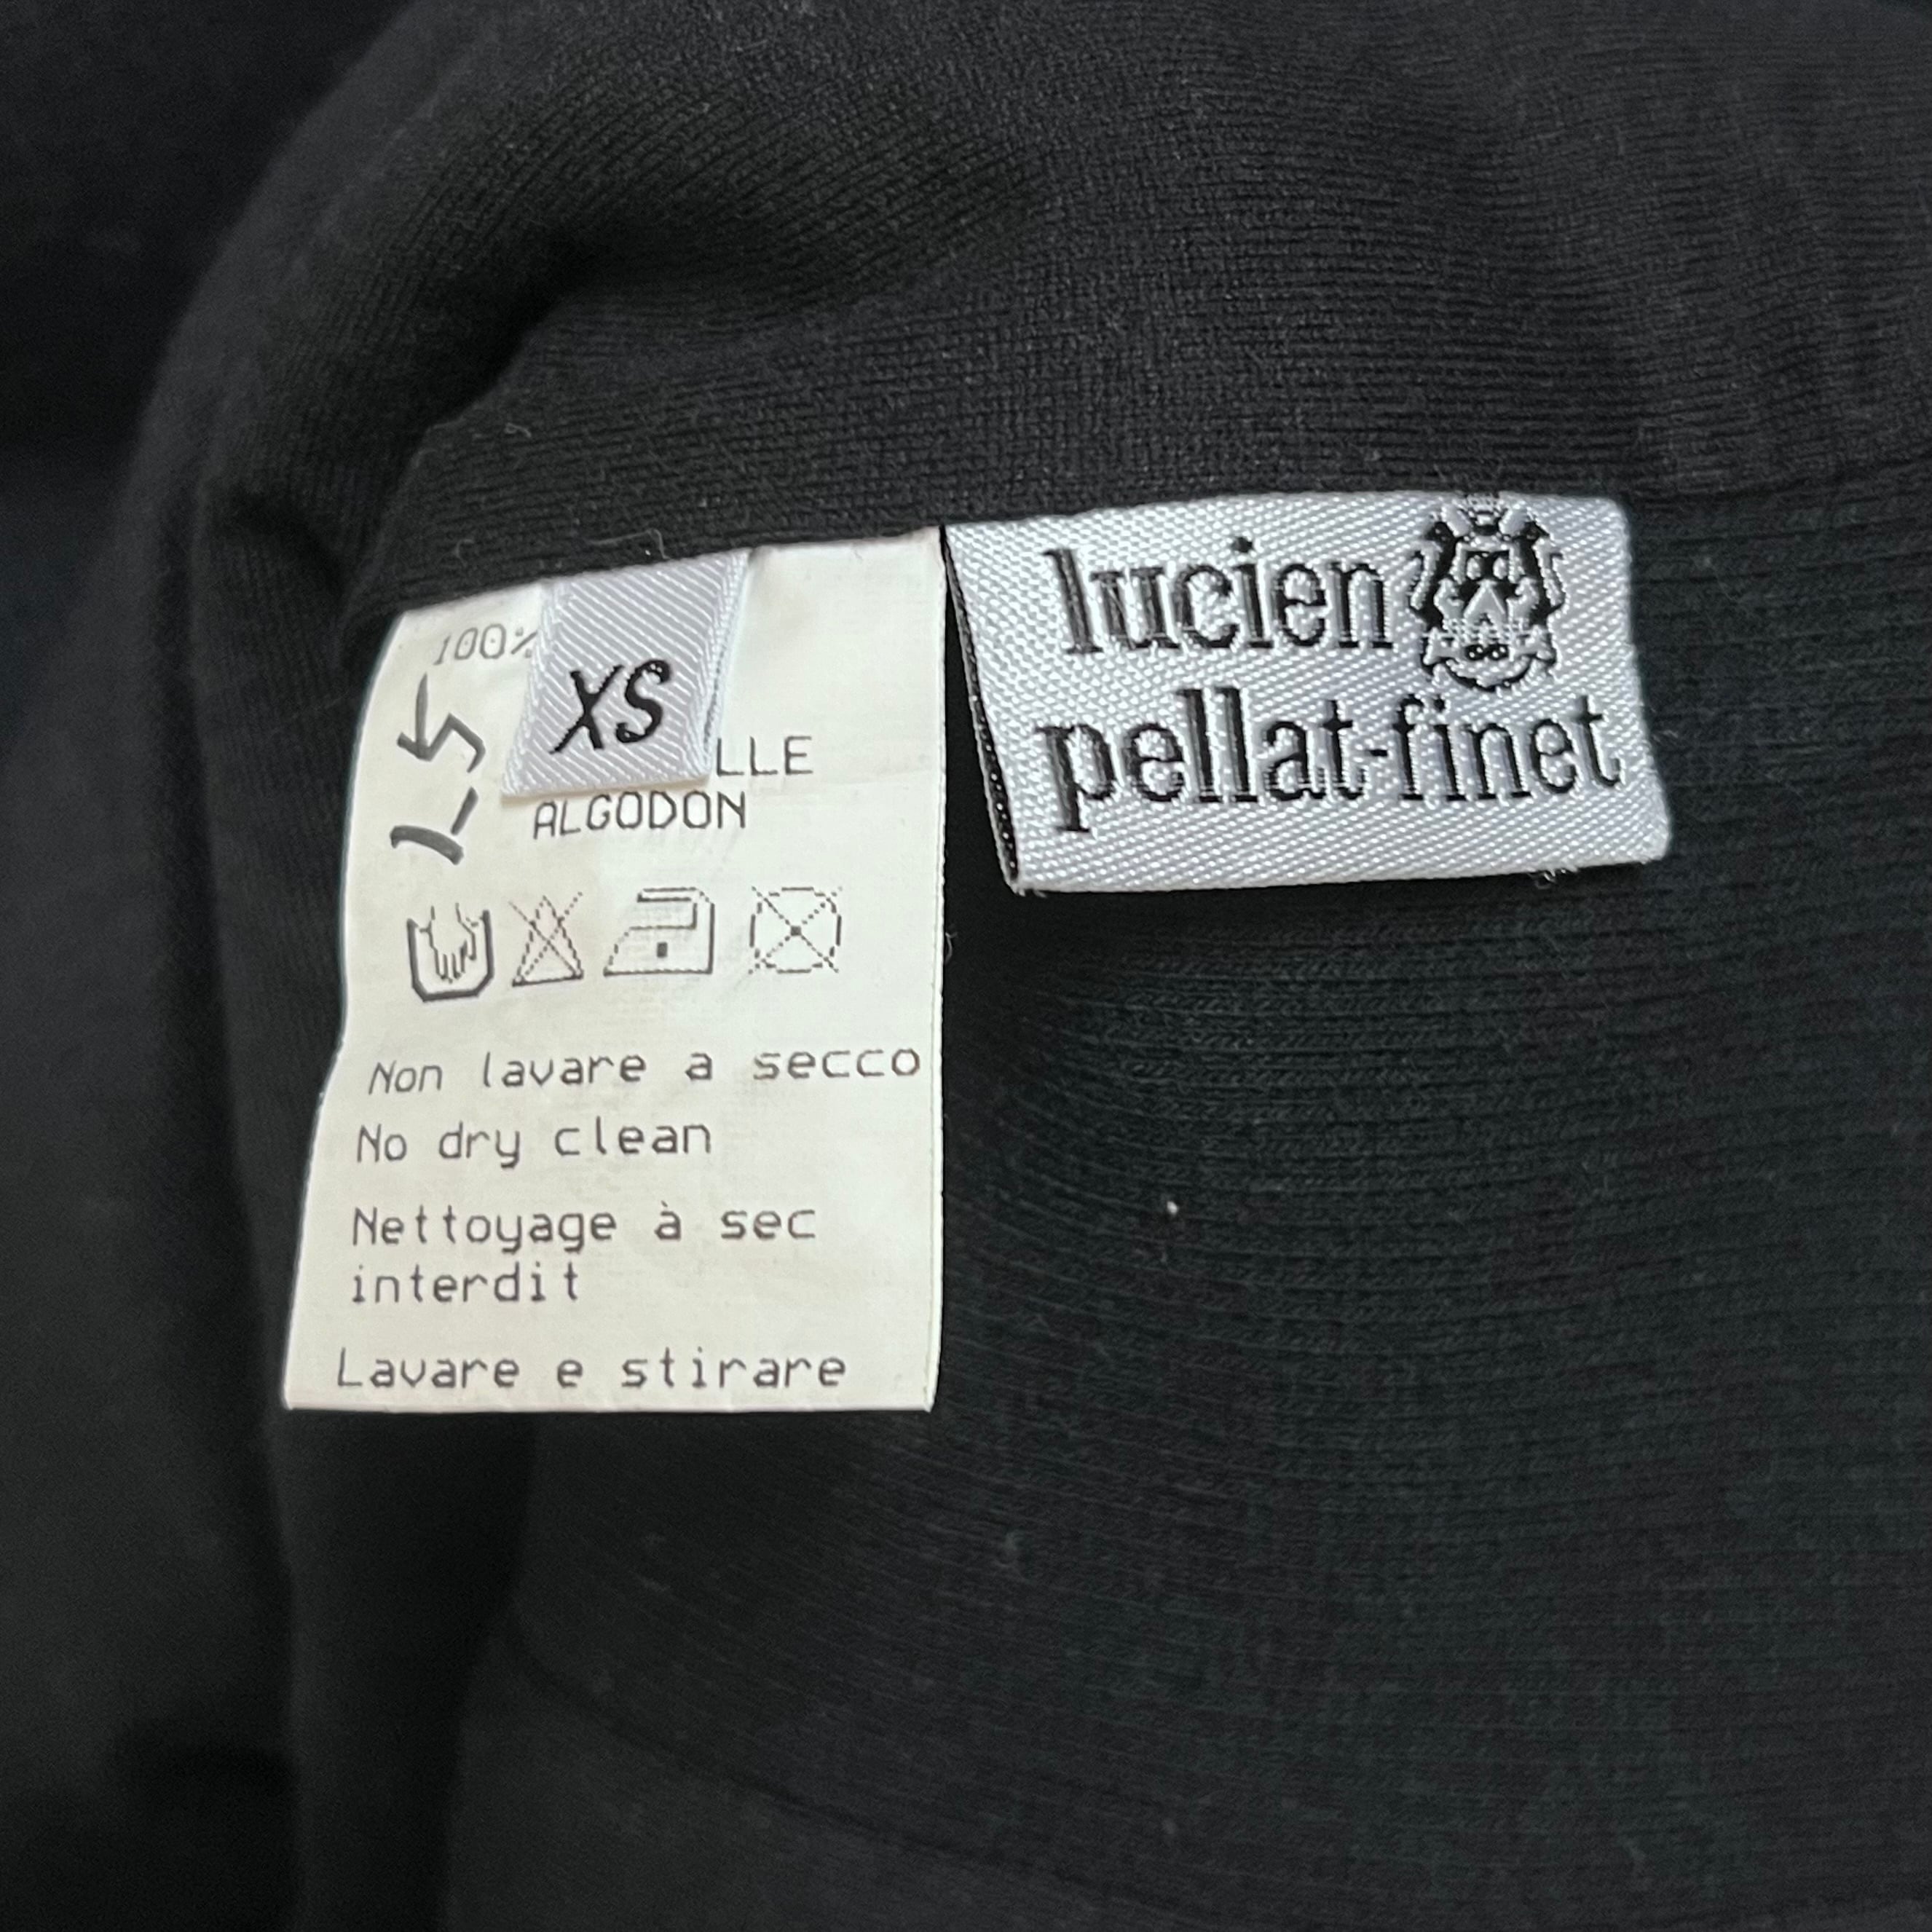 100%
XS
LLE
ALGODON
Non lavare a secco
No dry clean
Nettoyage à sec
interdit
Lavare e stirare
lucien
pellat-finet